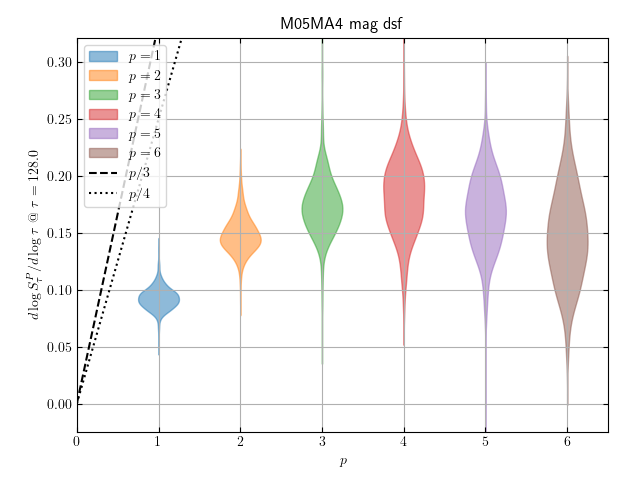 M05MA4 mag dsf
p = 1
p = 2
p = 3
p = 4
p = 5
p = 6
p/3
p/4
d log S_τ^P / d log τ @ τ = 128.0
0.30
0.25
0.20
0.15
0.10
0.05
0.00
0 1 2 3 4 5 6
p